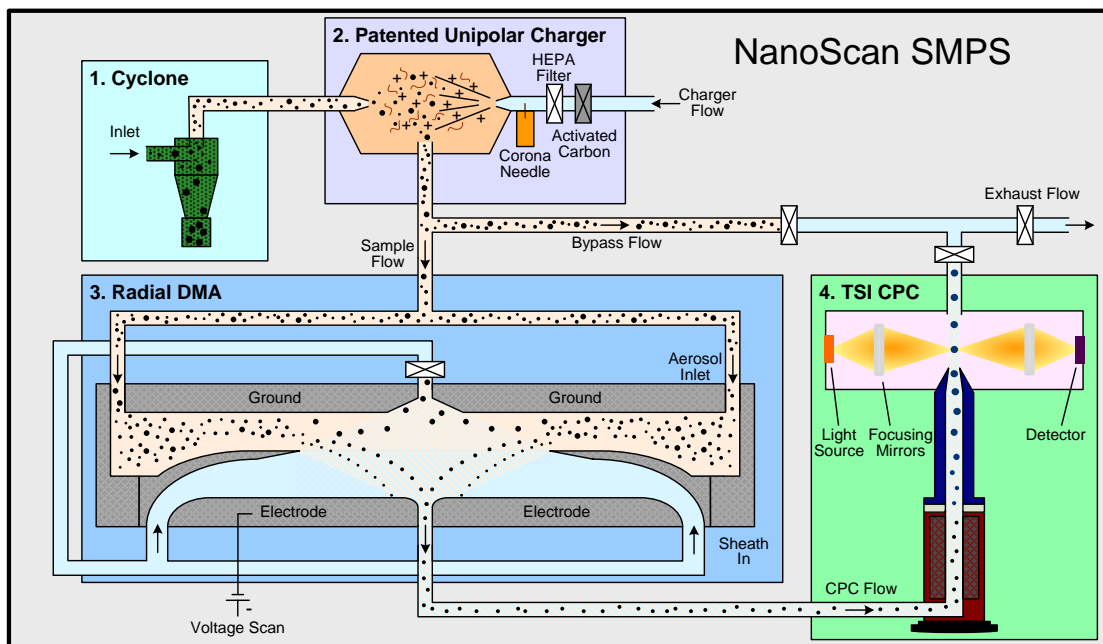 NanoScan SMPS
1. Cyclone
Inlet
2. Patented Unipolar Charger
HEPA
Filter
Charger
Flow
Corona
Needle
Activated
Carbon
Sample
Flow
Bypass Flow
Exhaust Flow
3. Radial DMA
Aerosol
Inlet
Ground
Ground
Electrode
Electrode
Sheath
In
Voltage Scan
-
CPC Flow
4. TSI CPC
Light
Source
Focusing
Mirrors
Detector